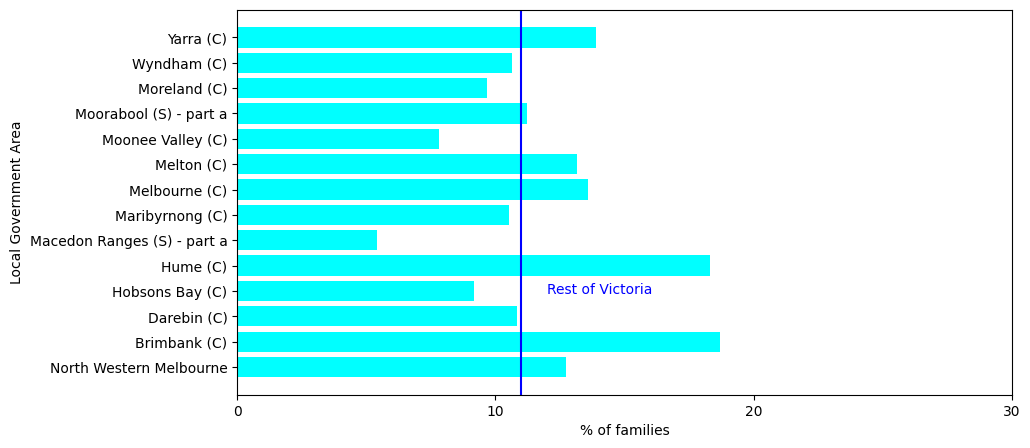 Local Government Area
Yarra (C)
Wyndham (C)
Moreland (C)
Moorabool (S) - part a
Moonee Valley (C)
Melton (C)
Melbourne (C)
Maribyrnong (C)
Macedon Ranges (S) - part a
Hume (C)
Hobsons Bay (C)
Darebin (C)
Brimbank (C)
North Western Melbourne
Rest of Victoria
0 10 20 30
% of families